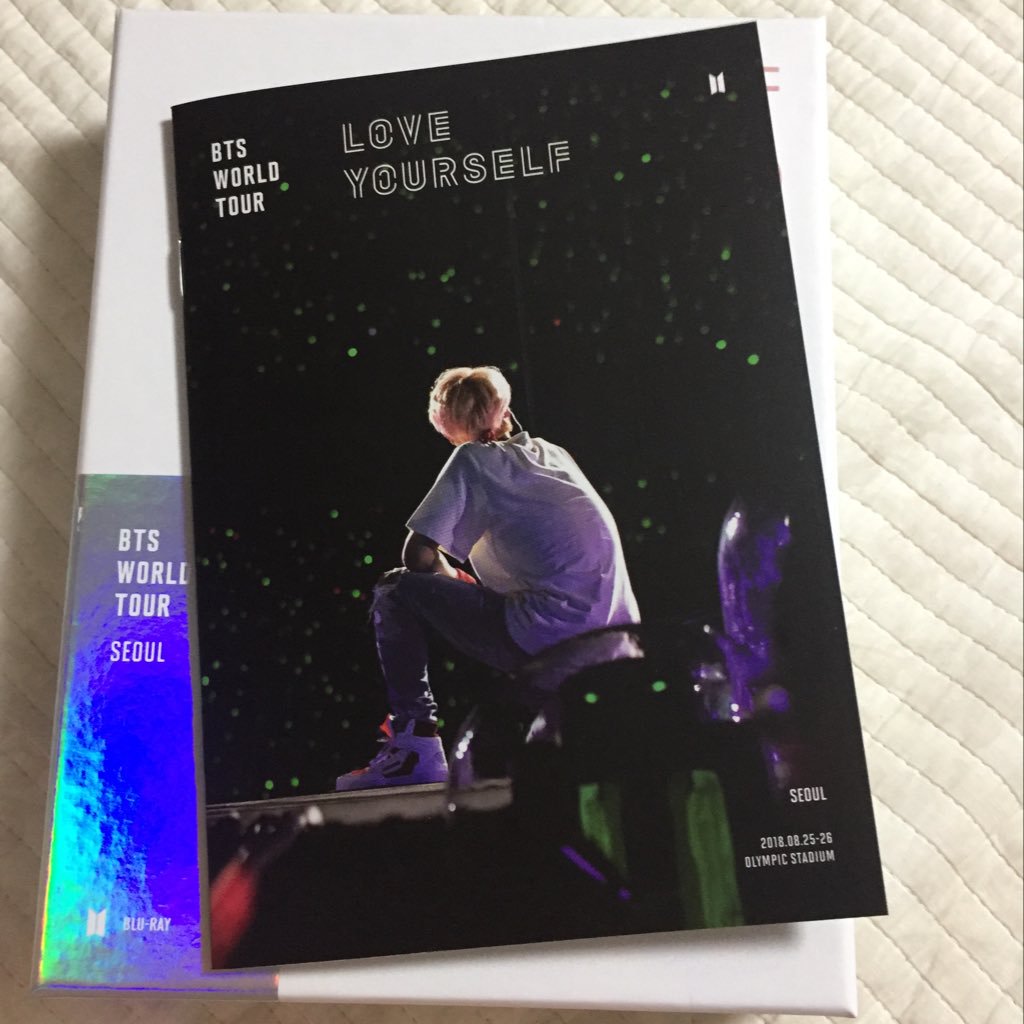 BTS
WORLD
TOUR
LOVE
YOURSELF
SEOUL
2018.08.25-26
OLYMPIC STADIUM
BTS
WORLD
TOUR
SEOUL
BLU-RAY